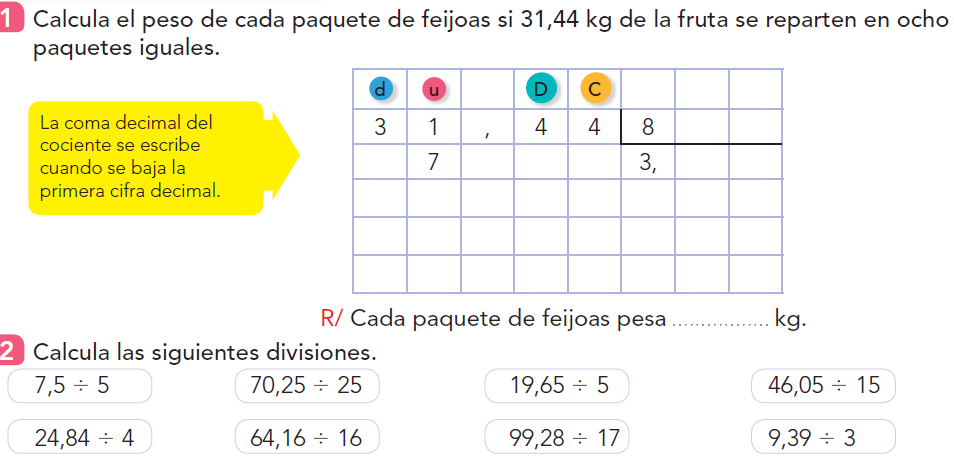 1 Calcula el peso de cada paquete de feijoas si 31,44 kg de la fruta se reparten en ocho
paquetes iguales.
La coma decimal del
cociente se escribe
cuando se baja la
primera cifra decimal.
d u D C
3 1 , 4 4 8
7 3,
R/ Cada paquete de feijoas pesa ................. kg.
2 Calcula las siguientes divisiones.
7,5 ÷ 5 70,25 ÷ 25 19,65 ÷ 5 46,05 ÷ 15
24,84 ÷ 4 64,16 ÷ 16 99,28 ÷ 17 9,39 ÷ 3